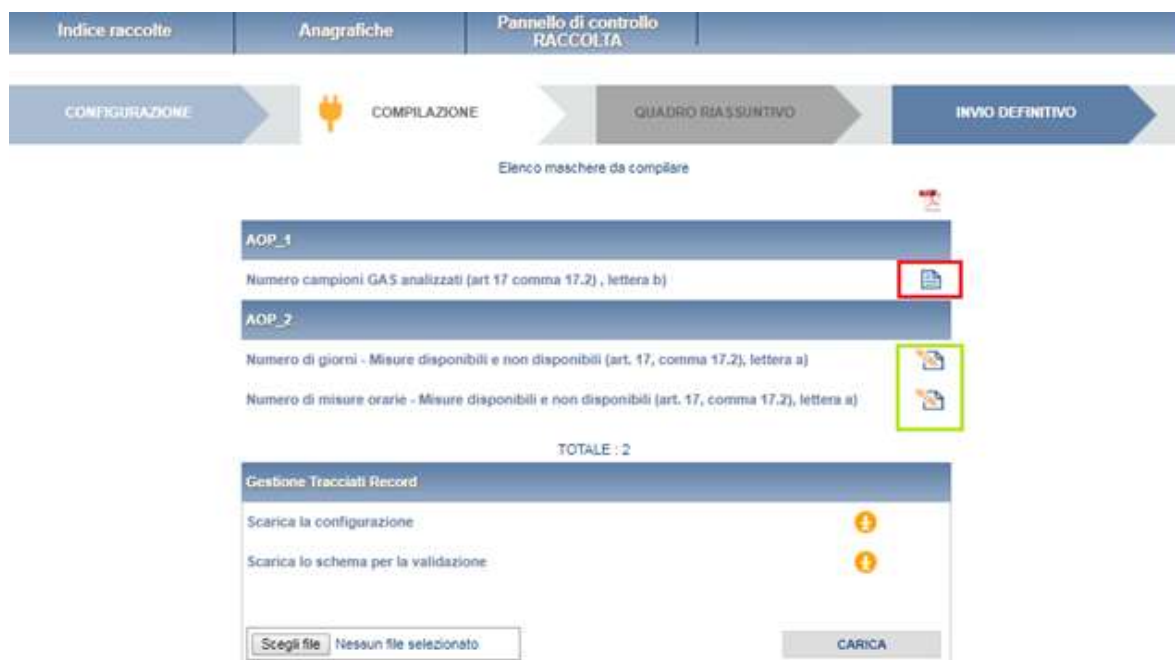 Indice raccolte
Anagrafiche
Pannello di controllo
RACCOLTA
CONFIGURAZIONE
COMPILAZIONE
QUADRO RIASSUNTIVO
INVIO DEFINITIVO
Elenco maschere da compilare
AOP_1
Numero campioni GAS analizzati (art 17 comma 17.2) , lettera b)
AOP_2
Numero di giorni - Misure disponibili e non disponibili (art. 17, comma 17.2), lettera a)
Numero di misure orarie - Misure disponibili e non disponibili (art. 17, comma 17.2), lettera a)
TOTALE : 2
Gestione Tracciati Record
Scarica la configurazione
Scarica lo schema per la validazione
Scegli file Nessun file selezionato
CARICA